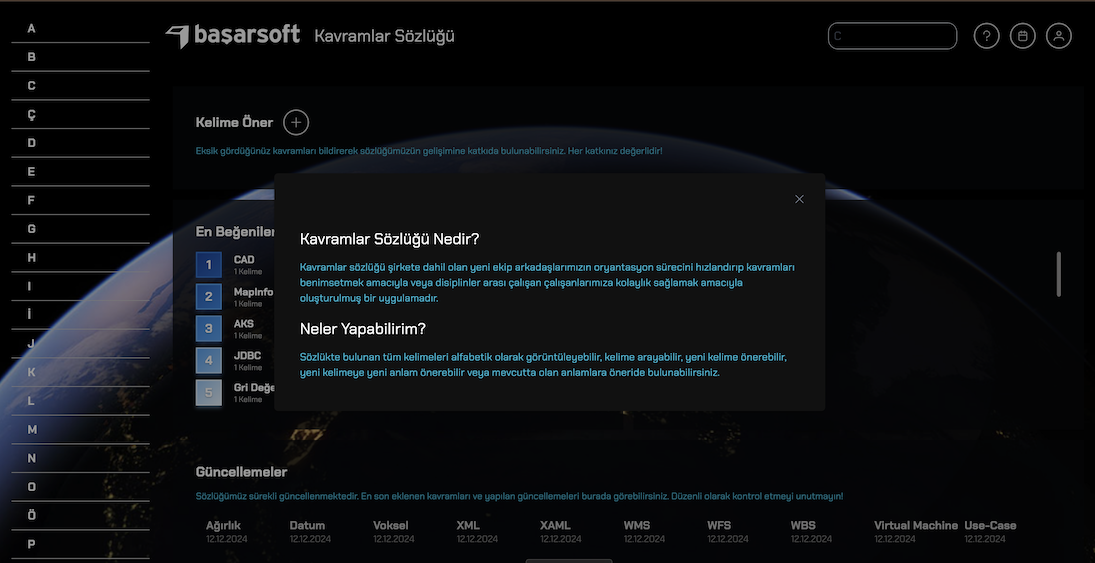 A
B
C
Ç
D
E
F
G
H
I
İ
J
K
L
M
N
O
Ö
P
başarsoft Kavramlar Sözlüğü
C
?
Kelime Öner
Eksik gördüğünüz kavramları bildirerek sözlüğümüzün gelişimine katkıda bulunabilirsiniz. Her katkınız değerlidir!
En Beğeniler
1 CAD
1 Kelime
2 MapInfo
1 Kelime
3 AKS
1 Kelime
4 JDBC
1 Kelime
5 Gri Değe
1 Kelime
Kavramlar Sözlüğü Nedir?
Kavramlar sözlüğü şirkete dahil olan yeni ekip arkadaşlarımızın oryantasyon sürecini hızlandırıp kavramları
benimsetmek amacıyla veya disiplinler arası çalışan çalışanlarımıza kolaylık sağlamak amacıyla
oluşturulmuş bir uygulamadır.
Neler Yapabilirim?
Sözlükte bulunan tüm kelimeleri alfabetik olarak görüntüleyebilir, kelime arayabilir, yeni kelime önerebilir,
yeni kelimeye yeni anlam önerebilir veya mevcutta olan anlamlara öneride bulunabilirsiniz.
Güncellemeler
Sözlüğümüz sürekli güncellenmektedir. En son eklenen kavramları ve yapılan güncellemeleri burada görebilirsiniz. Düzenli olarak kontrol etmeyi unutmayın!
Ağırlık Datum Voksel XML XAML WMS WFS WBS Virtual Machine Use-Case
12.12.2024 12.12.2024 12.12.2024 12.12.2024 12.12.2024 12.12.2024 12.12.2024 12.12.2024 12.12.2024 12.12.2024